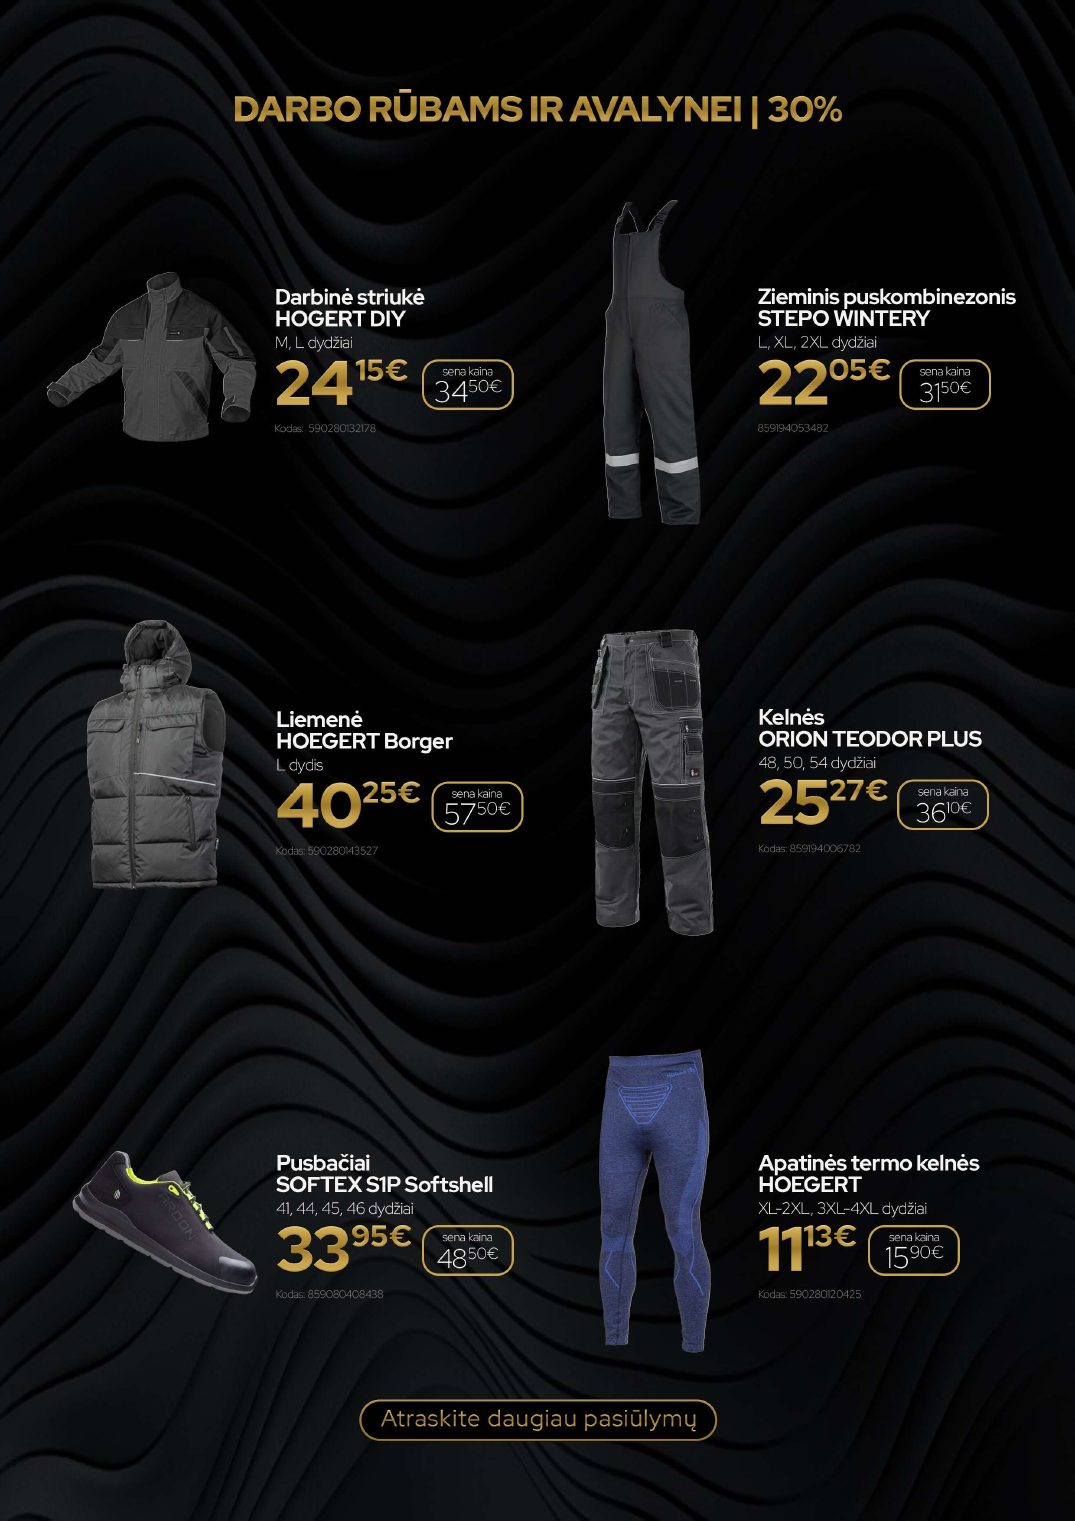 DARBO RŪBAMS IR AVALYNEI | 30%
Darbinė striukė
HOGERT DIY
M, L dydžiai
24 15€
sena kaina
34 50€
Kodas: 590280132178
Zieminis puskombinezonis
STEPO WINTERY
L, XL, 2XL dydžiai
22 05€
sena kaina
31 50€
859194053482
Liemenė
HOEGERT Borger
L dydis
40 25€
sena kaina
57 50€
Kodas: 590280143527
Kelnės
ORION TEODOR PLUS
48, 50, 54 dydžiai
25 27€
sena kaina
36 10€
Kodas: 859194006782
Pusbačiai
SOFTEX S1P Softshell
41, 44, 45, 46 dydžiai
33 95€
sena kaina
48 50€
Kodas: 859080408438
Apatinės termo kelnės
HOEGERT
XL-2XL, 3XL-4XL dydžiai
11 13€
sena kaina
15 90€
Kodas: 590280120425
Atraskite daugiau pasiūlymų